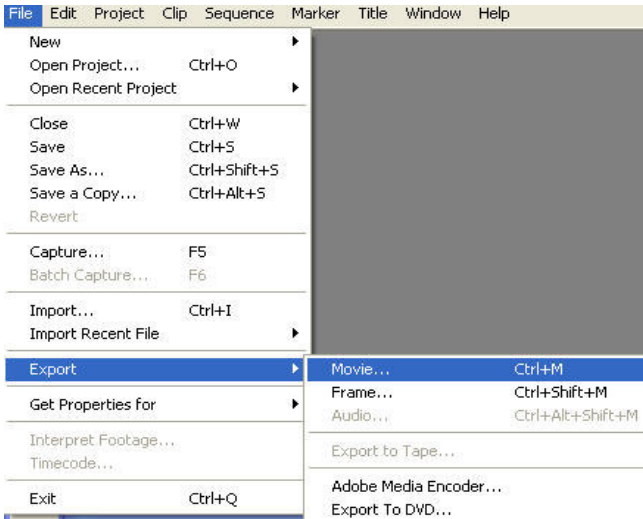 File Edit Project Clip Sequence Marker Title Window Help
New
Open Project... Ctrl+O
Open Recent Project
Close Ctrl+W
Save Ctrl+S
Save As... Ctrl+Shift+S
Save a Copy... Ctrl+Alt+S
Revert
Capture... F5
Batch Capture... F6
Import... Ctrl+I
Import Recent File
Export
Get Properties for
Interpret Footage...
Timecode...
Exit Ctrl+Q
Movie... Ctrl+M
Frame... Ctrl+Shift+M
Audio... Ctrl+Alt+Shift+M
Export to Tape...
Adobe Media Encoder...
Export To DVD...